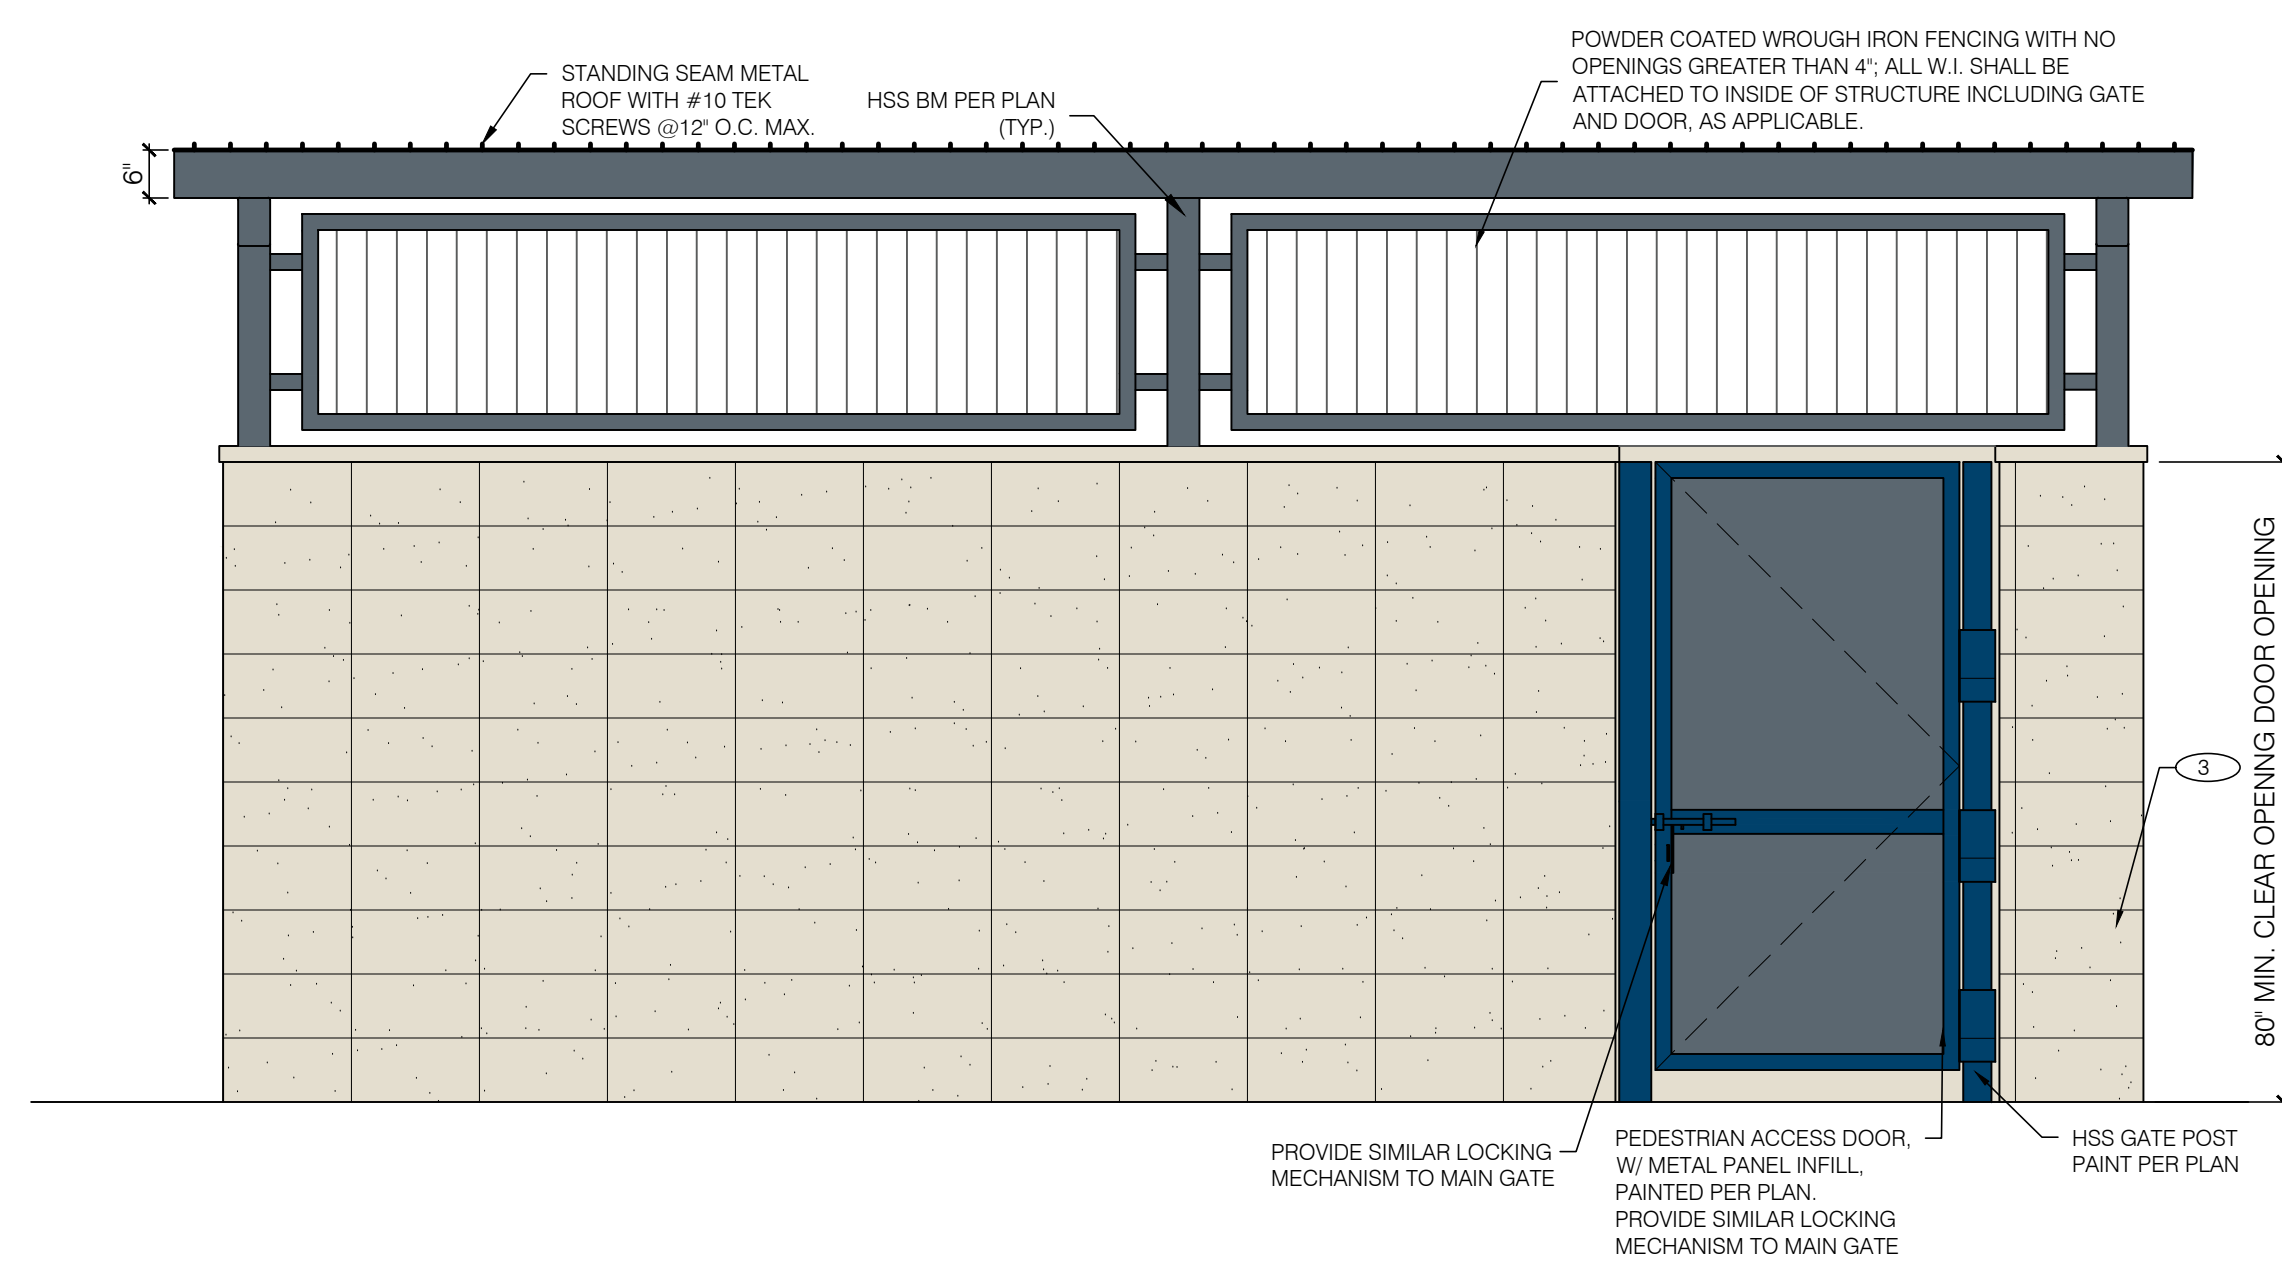 POWDER COATED WROUGH IRON FENCING WITH NO
OPENINGS GREATER THAN 4"; ALL W.I. SHALL BE
ATTACHED TO INSIDE OF STRUCTURE INCLUDING GATE
AND DOOR, AS APPLICABLE.
STANDING SEAM METAL
ROOF WITH #10 TEK
SCREWS @12" O.C. MAX.
HSS BM PER PLAN
(TYP.)
6"
3
80" MIN. CLEAR OPENING DOOR OPENING
PROVIDE SIMILAR LOCKING
MECHANISM TO MAIN GATE
PEDESTRIAN ACCESS DOOR,
W/ METAL PANEL INFILL,
PAINTED PER PLAN.
PROVIDE SIMILAR LOCKING
MECHANISM TO MAIN GATE
HSS GATE POST
PAINT PER PLAN